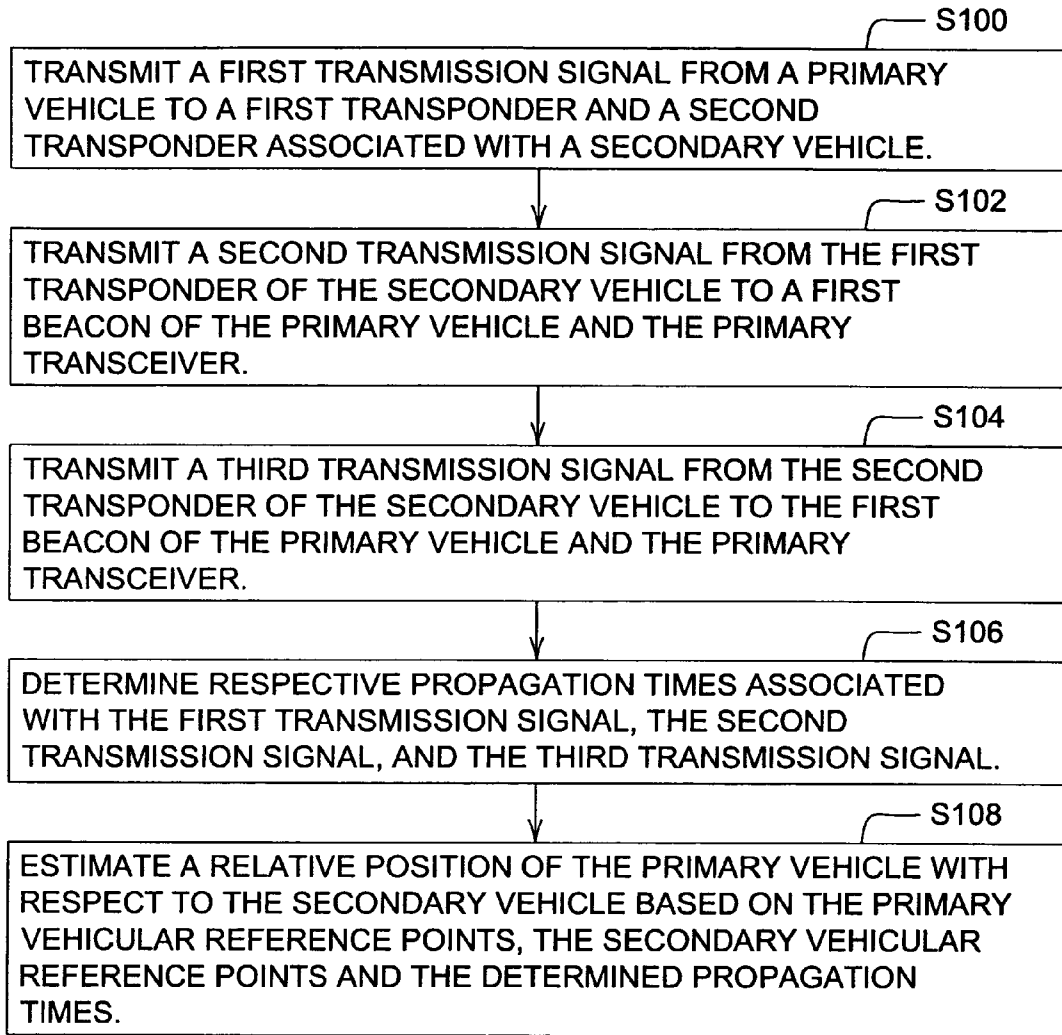 S100
TRANSMIT A FIRST TRANSMISSION SIGNAL FROM A PRIMARY
VEHICLE TO A FIRST TRANSPONDER AND A SECOND
TRANSPONDER ASSOCIATED WITH A SECONDARY VEHICLE.
S102
TRANSMIT A SECOND TRANSMISSION SIGNAL FROM THE FIRST
TRANSPONDER OF THE SECONDARY VEHICLE TO A FIRST
BEACON OF THE PRIMARY VEHICLE AND THE PRIMARY
TRANSCEIVER.
S104
TRANSMIT A THIRD TRANSMISSION SIGNAL FROM THE SECOND
TRANSPONDER OF THE SECONDARY VEHICLE TO THE FIRST
BEACON OF THE PRIMARY VEHICLE AND THE PRIMARY
TRANSCEIVER.
S106
DETERMINE RESPECTIVE PROPAGATION TIMES ASSOCIATED
WITH THE FIRST TRANSMISSION SIGNAL, THE SECOND
TRANSMISSION SIGNAL, AND THE THIRD TRANSMISSION SIGNAL.
S108
ESTIMATE A RELATIVE POSITION OF THE PRIMARY VEHICLE WITH
RESPECT TO THE SECONDARY VEHICLE BASED ON THE PRIMARY
VEHICULAR REFERENCE POINTS, THE SECONDARY VEHICULAR
REFERENCE POINTS AND THE DETERMINED PROPAGATION
TIMES.